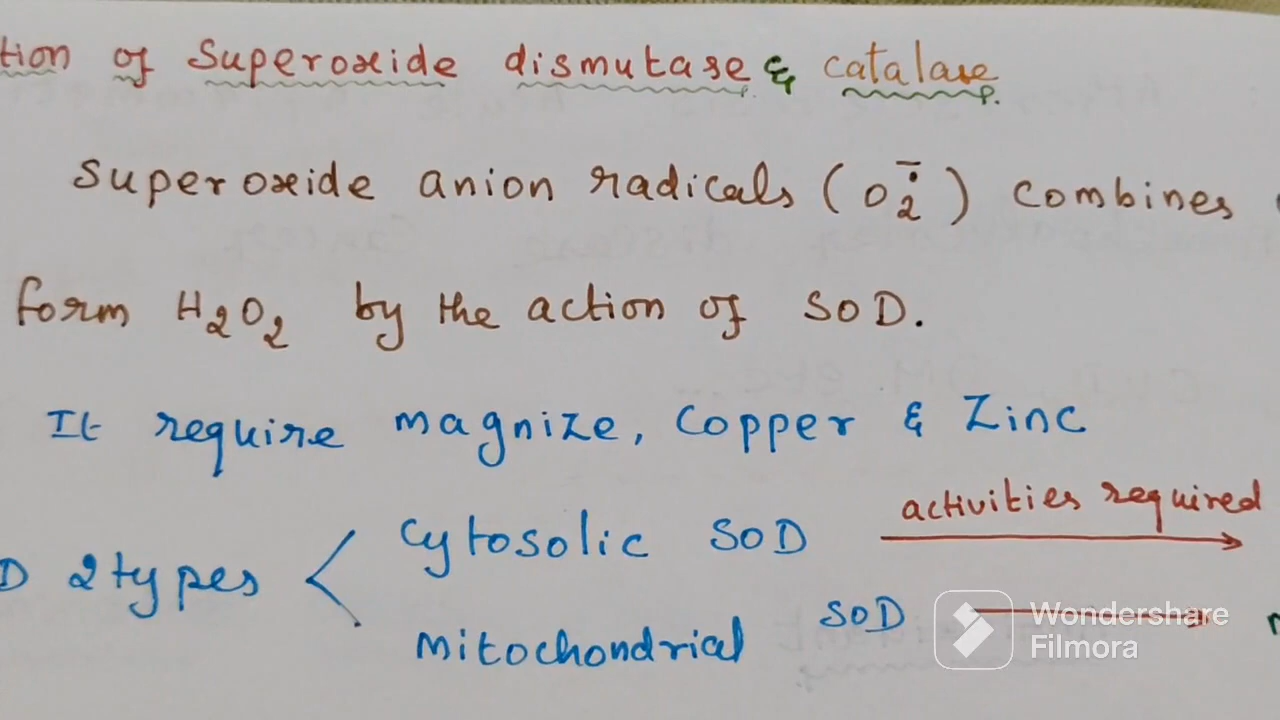 tion of Superoxide dismutase & catalase
Superoxide anion radicals (O2•̄) combines
form H2O2 by the action of SOD.
It require magnize, Copper & Zinc
activities required
D 2types < Cytosolic SOD
Mitochondrial SOD
Wondershare
Filmora